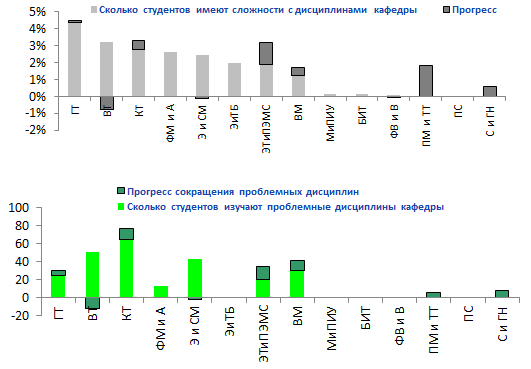 Сколько студентов имеют сложности с дисциплинами кафедры Прогресс
5%
4%
3%
2%
1%
0%
-1%
-2%
ГТ
ВТ
КТ
ФМ и А
Э и СМ
ЭиТБ
ЭТиПЭМС
ВМ
МиПИУ
БИТ
ФВ и В
ПМ и ТТ
ПС
С и ГН
Прогресс сокращения проблемных дисциплин
Сколько студентов изучают проблемные дисциплины кафедры
100
80
60
40
20
0
-20
ГТ
ВТ
КТ
ФМ и А
Э и СМ
ЭиТБ
ЭТиПЭМС
ВМ
МиПИУ
БИТ
ФВ и В
ПМ и ТТ
ПС
С и ГН